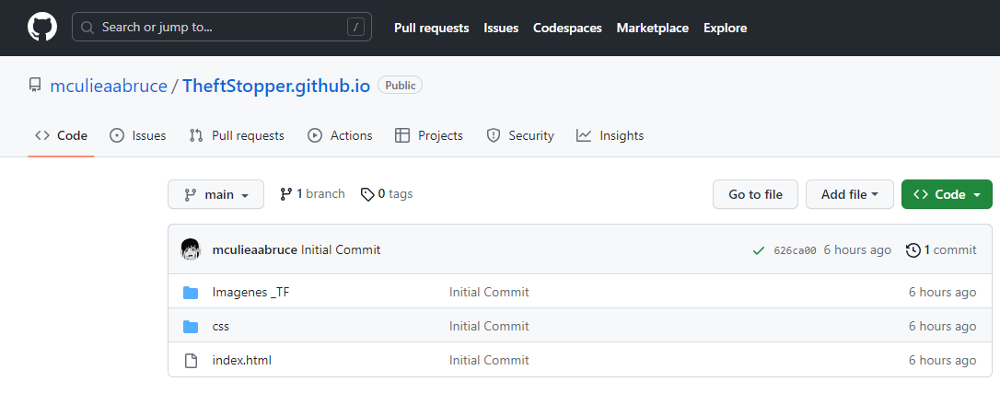 Search or jump to... / Pull requests Issues Codespaces Marketplace Explore
mculieaabruce / TheftStopper.github.io Public
<> Code Issues Pull requests Actions Projects Security Insights
main 1 branch 0 tags Go to file Add file <> Code
mculieaabruce Initial Commit 626ca00 6 hours ago 1 commit
Imagenes _TF Initial Commit 6 hours ago
css Initial Commit 6 hours ago
index.html Initial Commit 6 hours ago